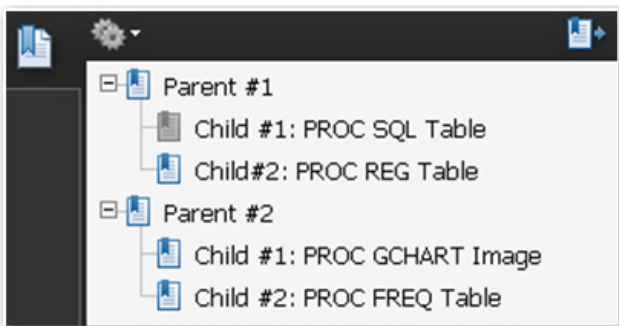 Parent #1
Child #1: PROC SQL Table
Child#2: PROC REG Table
Parent #2
Child #1: PROC GCHART Image
Child #2: PROC FREQ Table